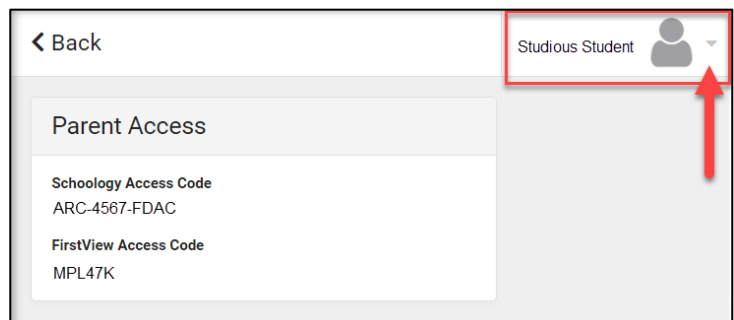 Back
Studious Student
Parent Access
Schoology Access Code
ARC-4567-FDAC
FirstView Access Code
MPL47K